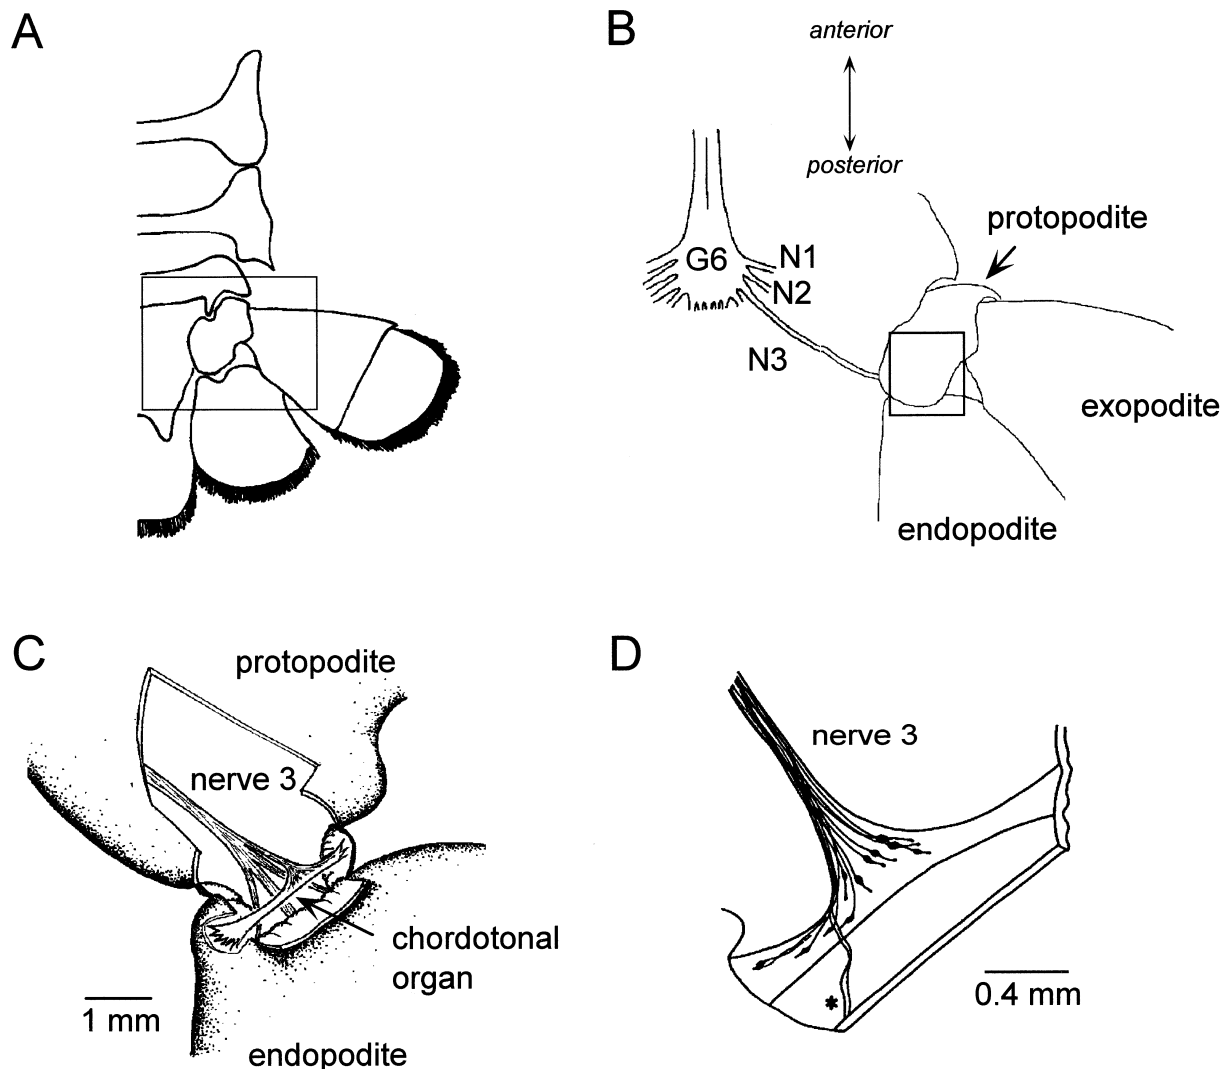 A
B
anterior
posterior
protopodite
G6
N1
N2
N3
exopodite
endopodite
C
protopodite
nerve 3
chordotonal
organ
1 mm
endopodite
D
nerve 3
*
0.4 mm